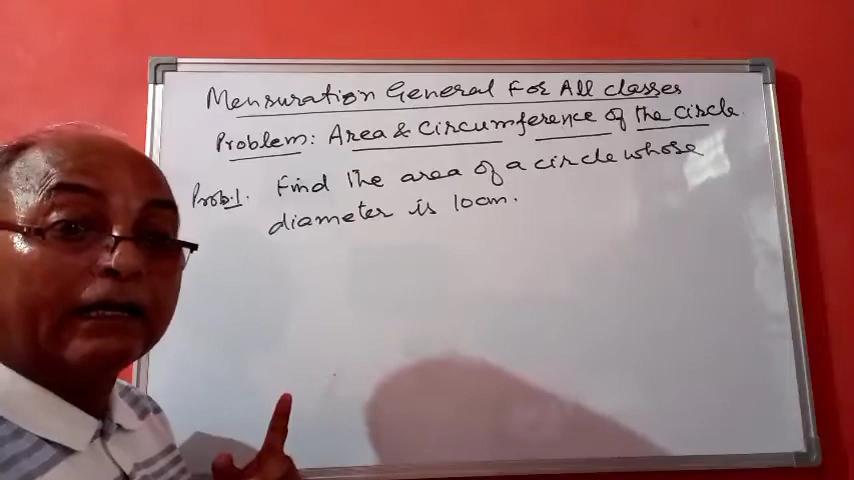 Mensuration General For All classes
Problem: Area & Circumference of the Circle.
Prob.1. Find the area of a circle whose
diameter is 10cm.